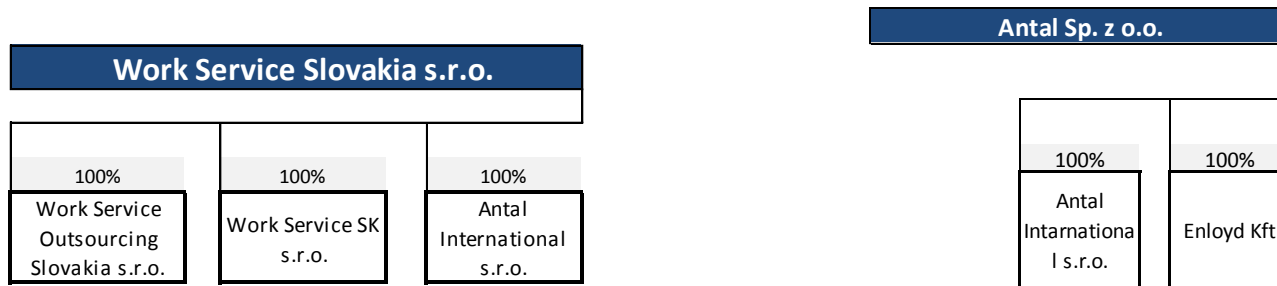 Work Service Slovakia s.r.o.
100%
100%
100%
Work Service
Outsourcing
Slovakia s.r.o.
Work Service SK
s.r.o.
Antal
International
s.r.o.
Antal Sp. z o.o.
100%
100%
Antal
Intarnationa
l s.r.o.
Enloyd Kft